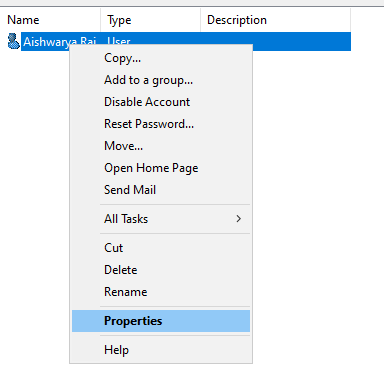 Name Type Description
Aishwarya Rai User
Copy...
Add to a group...
Disable Account
Reset Password...
Move...
Open Home Page
Send Mail
All Tasks
Cut
Delete
Rename
Properties
Help